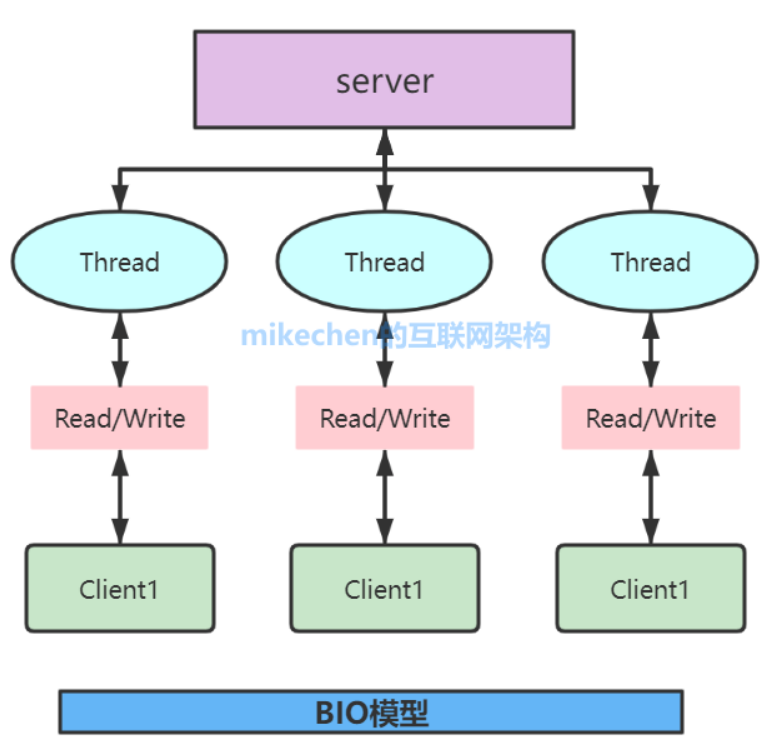 server
Thread Thread Thread
mikechen的互联网架构
Read/Write Read/Write Read/Write
Client1 Client1 Client1
BIO模型